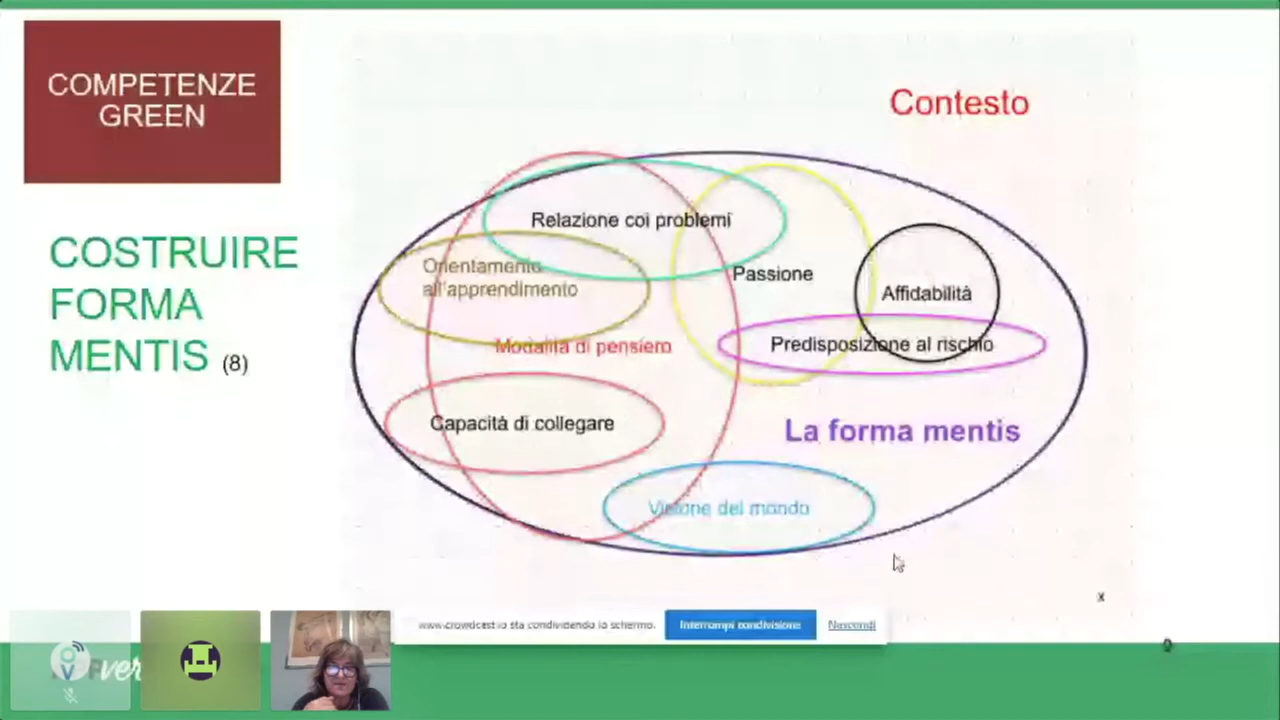 COMPETENZE
GREEN
COSTRUIRE
FORMA
MENTIS (8)
Contesto
Relazione coi problemi
Orientamento
all'apprendimento
Passione
Affidabilità
Modalità di pensiero
Predisposizione al rischio
Capacità di collegare
La forma mentis
Visione del mondo
x
www.crowdcast.io sta condividendo lo schermo.
Interrompi condivisione
Nascondi